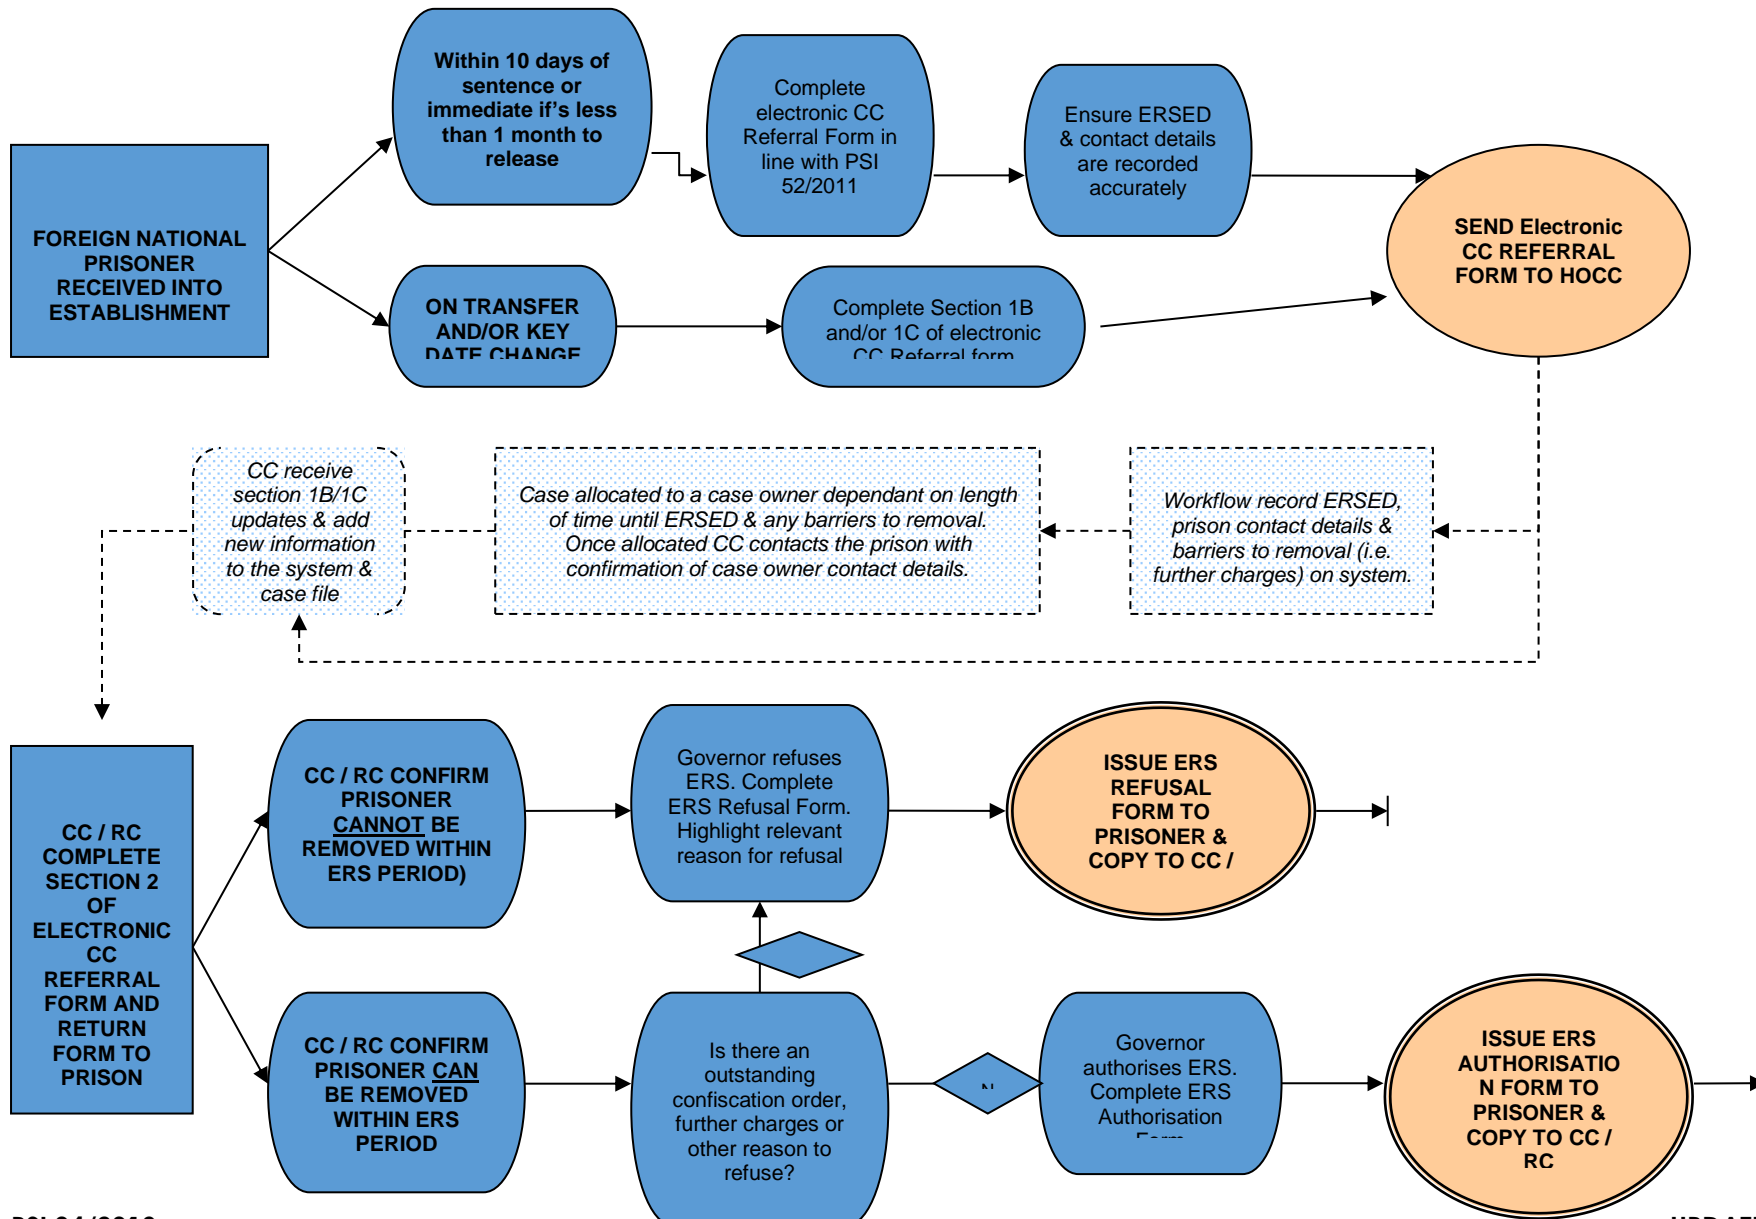 Within 10 days of
sentence or
immediate if's less
than 1 month to
release
Complete
electronic CC
Referral Form in
line with PSI
52/2011
Ensure ERSED
& contact details
are recorded
accurately
FOREIGN NATIONAL
PRISONER
RECEIVED INTO
ESTABLISHMENT
SEND Electronic
CC REFERRAL
FORM TO HOCC
ON TRANSFER
AND/OR KEY
DATE CHANGE
Complete Section 1B
and/or 1C of electronic
CC Referral form
CC receive
section 1B/1C
updates & add
new information
to the system &
case file
Case allocated to a case owner dependant on length
of time until ERSED & any barriers to removal.
Once allocated CC contacts the prison with
confirmation of case owner contact details.
Workflow record ERSED,
prison contact details &
barriers to removal (i.e.
further charges) on system.
CC / RC
COMPLETE
SECTION 2
OF
ELECTRONIC
CC
REFERRAL
FORM AND
RETURN
FORM TO
PRISON
CC / RC CONFIRM
PRISONER
CANNOT BE
REMOVED WITHIN
ERS PERIOD)
Governor refuses
ERS. Complete
ERS Refusal Form.
Highlight relevant
reason for refusal
ISSUE ERS
REFUSAL
FORM TO
PRISONER &
COPY TO CC /
CC / RC CONFIRM
PRISONER CAN
BE REMOVED
WITHIN ERS
PERIOD
Is there an
outstanding
confiscation order,
further charges or
other reason to
refuse?
Governor
authorises ERS.
Complete ERS
Authorisation
Form
ISSUE ERS
AUTHORISATIO
N FORM TO
PRISONER &
COPY TO CC /
RC